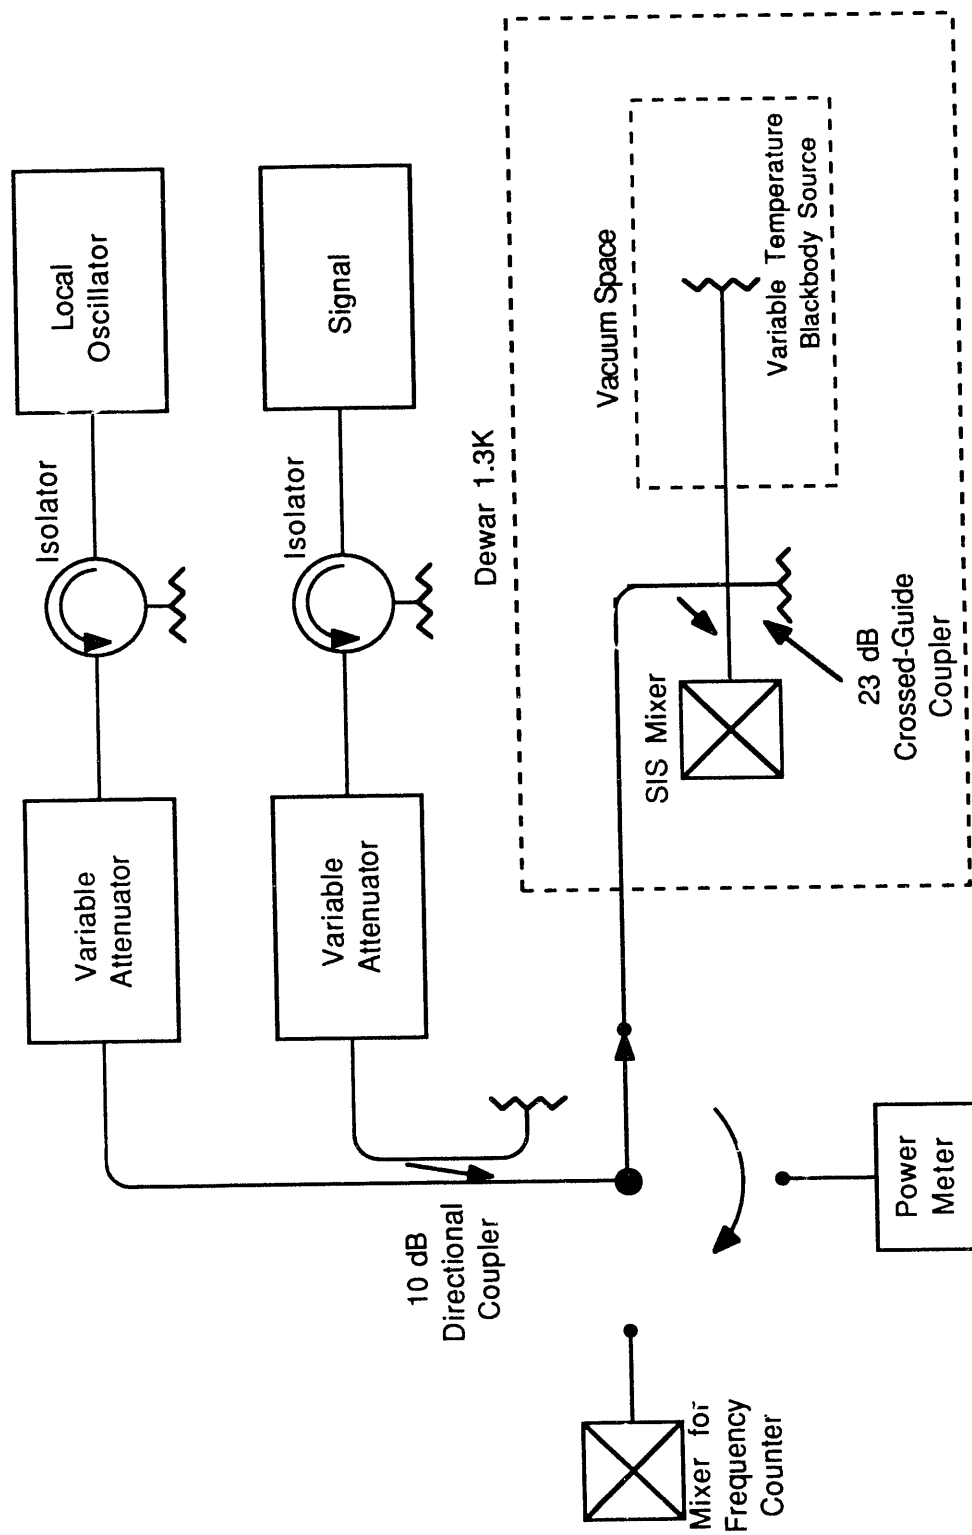 Local
Oscillator
Isolator
Variable
Attenuator
Signal
Isolator
Variable
Attenuator
10 dB
Directional
Coupler
Dewar 1.3K
Vacuum Space
Variable Temperature
Blackbody Source
SIS Mixer
23 dB
Crossed-Guide
Coupler
Mixer for
Frequency
Counter
Power
Meter